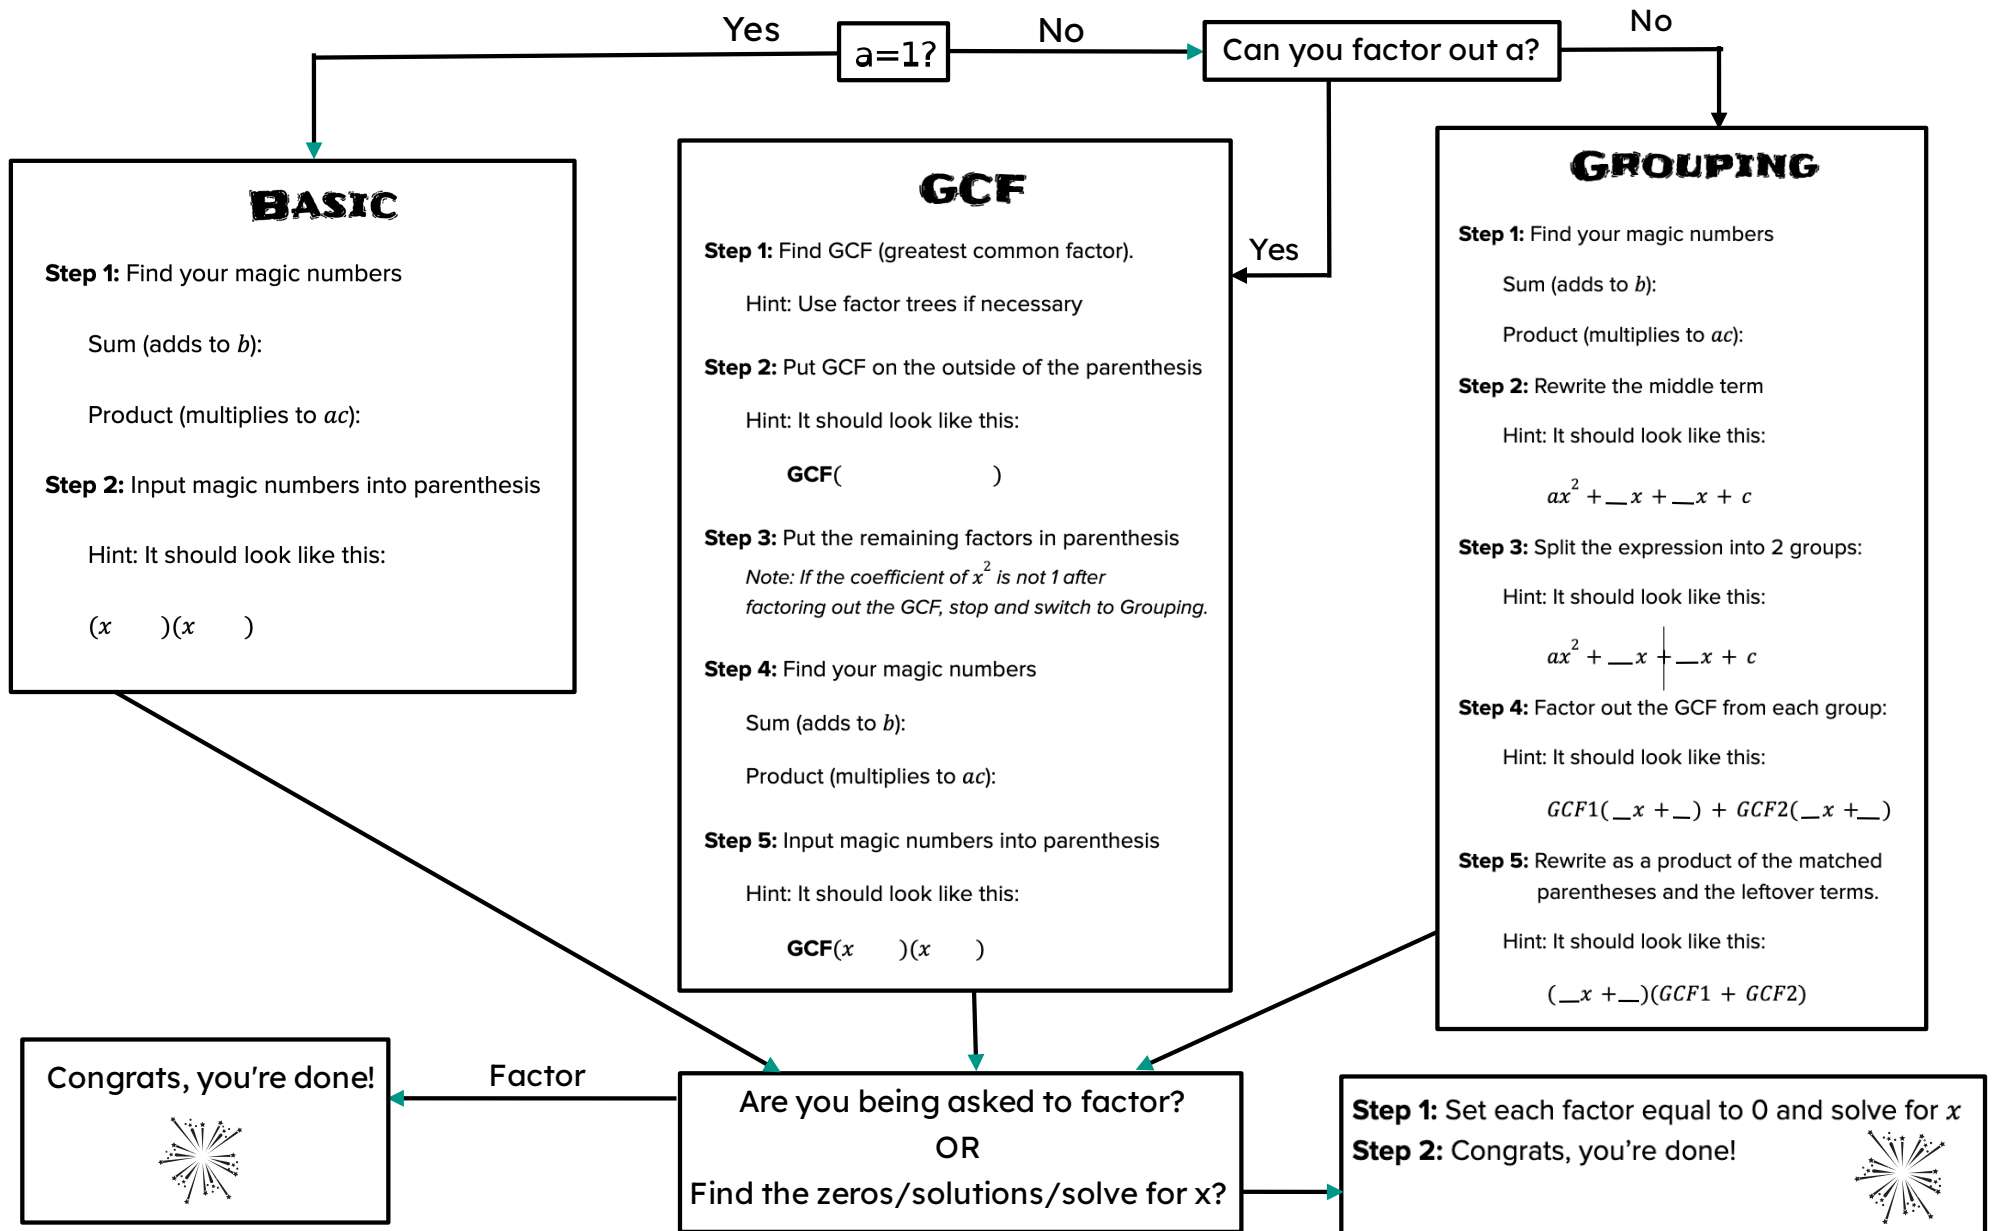 Yes
a=1?
No
Can you factor out a?
No
BASIC
Step 1: Find your magic numbers
Sum (adds to b):
Product (multiplies to ac):
Step 2: Input magic numbers into parenthesis
Hint: It should look like this:
(x )(x )
GCF
Step 1: Find GCF (greatest common factor).
Hint: Use factor trees if necessary
Step 2: Put GCF on the outside of the parenthesis
Hint: It should look like this:
GCF( )
Step 3: Put the remaining factors in parenthesis
Note: If the coefficient of x² is not 1 after
factoring out the GCF, stop and switch to Grouping.
Step 4: Find your magic numbers
Sum (adds to b):
Product (multiplies to ac):
Step 5: Input magic numbers into parenthesis
Hint: It should look like this:
GCF(x )(x )
Yes
GROUPING
Step 1: Find your magic numbers
Sum (adds to b):
Product (multiplies to ac):
Step 2: Rewrite the middle term
Hint: It should look like this:
ax² + __x + __x + c
Step 3: Split the expression into 2 groups:
Hint: It should look like this:
ax² + __x + __x + c
Step 4: Factor out the GCF from each group:
Hint: It should look like this:
GCF1(__x + __) + GCF2(__x + __)
Step 5: Rewrite as a product of the matched
parentheses and the leftover terms.
Hint: It should look like this:
(__x + __)(GCF1 + GCF2)
Congrats, you're done!
Factor
Are you being asked to factor?
OR
Find the zeros/solutions/solve for x?
Step 1: Set each factor equal to 0 and solve for x
Step 2: Congrats, you’re done!